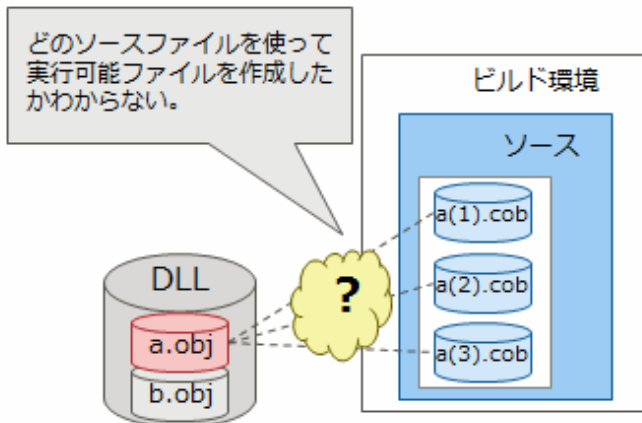 どのソースファイルを使って
実行可能ファイルを作成した
かわからない。
ビルド環境
ソース
a(1).cob
a(2).cob
a(3).cob
?
DLL
a.obj
b.obj